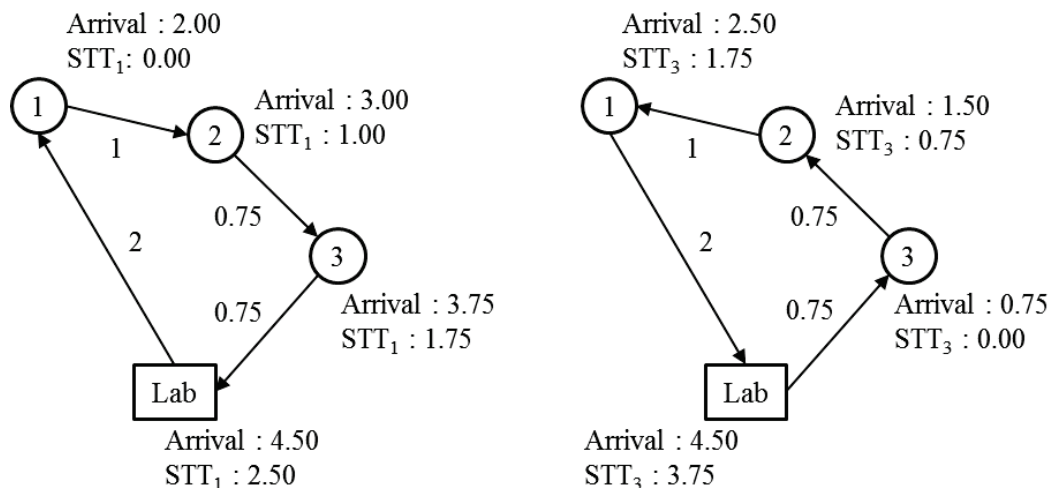 Arrival : 2.00
STT₁: 0.00
1
Arrival : 3.00
STT₁ : 1.00
2
1
0.75
2
3
0.75
Arrival : 3.75
STT₁ : 1.75
Lab
Arrival : 4.50
STT₁ : 2.50
Arrival : 2.50
STT₃ : 1.75
1
Arrival : 1.50
STT₃ : 0.75
2
1
0.75
2
3
0.75
Arrival : 0.75
STT₃ : 0.00
Lab
Arrival : 4.50
STT₃ : 3.75